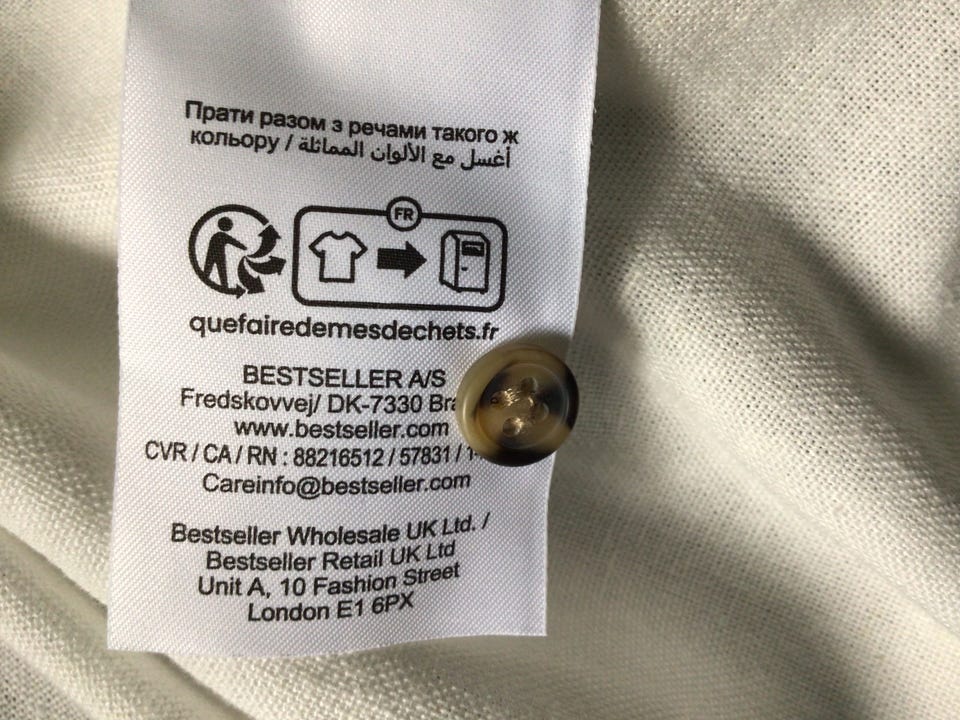 Прати разом з речами такого ж
кольору / أغسل مع الألوان المماثلة
FR
quefairedemesdechets.fr
BESTSELLER A/S
Fredskovvej/ DK-7330
www.bestseller.com
CVR / CA / RN : 88216512 / 57831 /
Careinfo@bestseller.com
Bestseller Wholesale UK Ltd. /
Bestseller Retail UK Ltd
Unit A, 10 Fashion Street
London E1 6PX